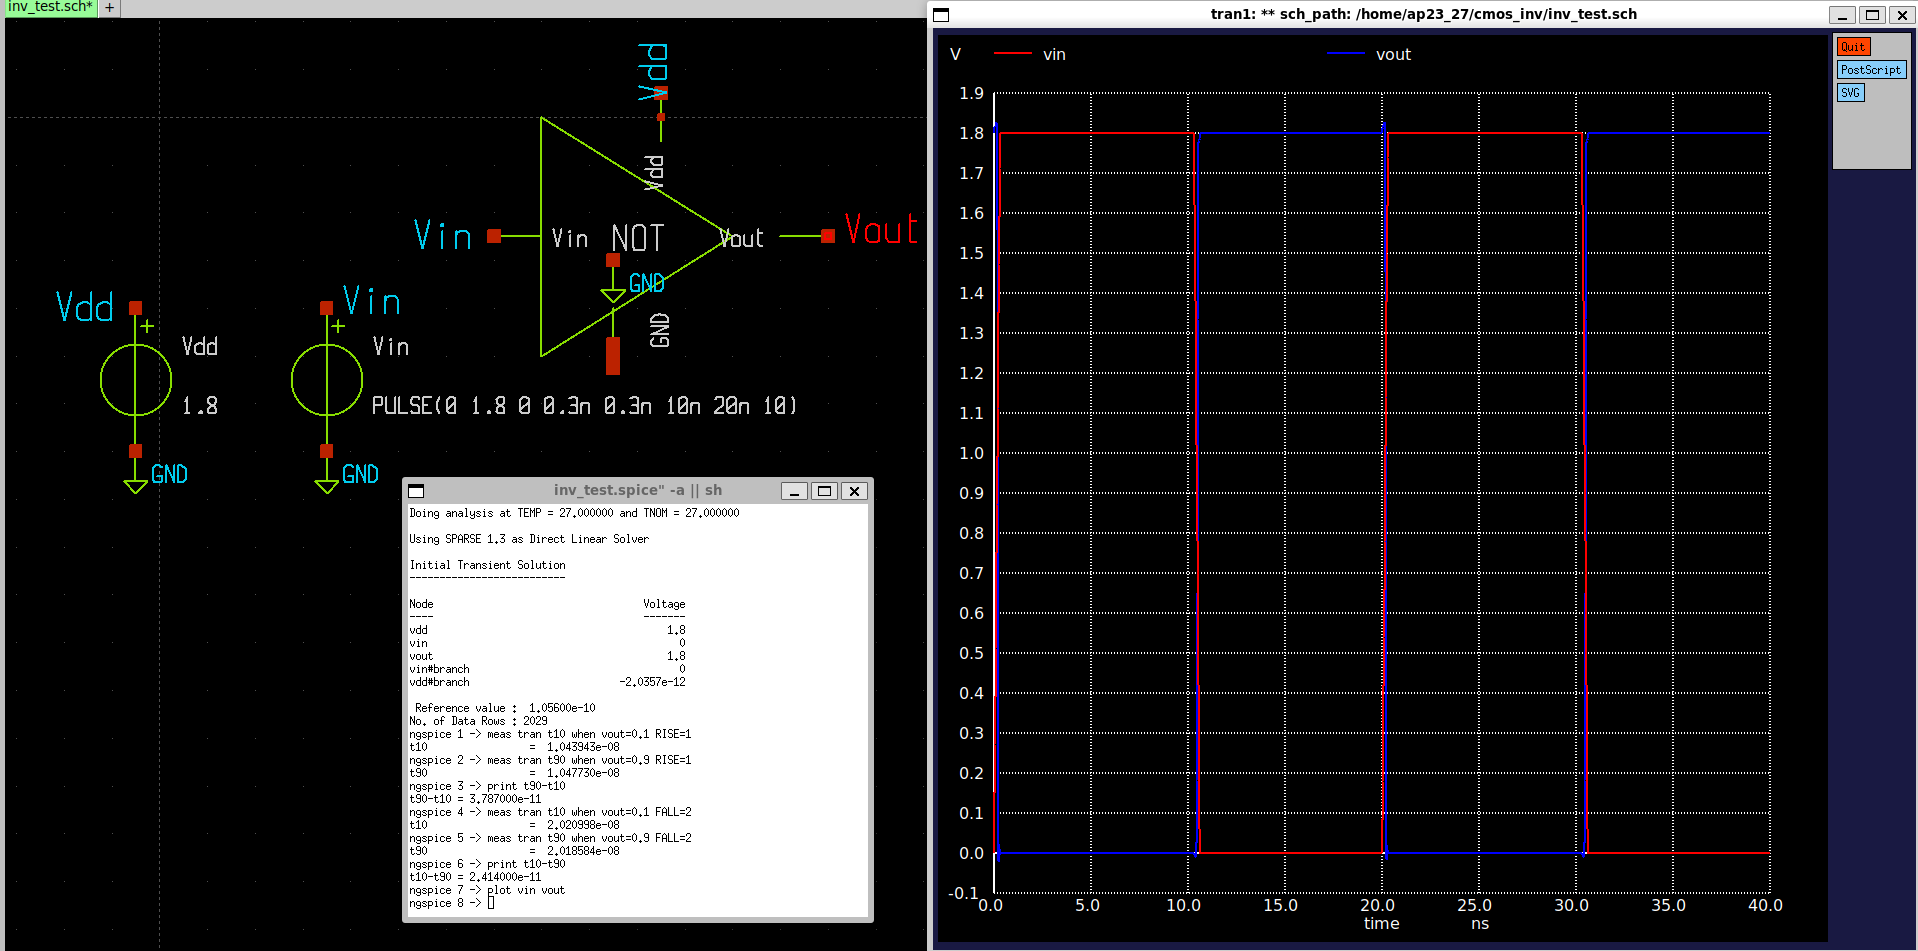 inv_test.sch* +
Vdd
Vdd
Vin
Vin NOT Vout
Vout
GND
GND
Vdd
Vdd
1.8
GND
Vin
Vin
PULSE(0 1.8 0 0.3n 0.3n 10n 20n 10)
GND
inv_test.spice" -a || sh
Doing analysis at TEMP = 27.000000 and TNOM = 27.000000
Using SPARSE 1.3 as Direct Linear Solver
Initial Transient Solution
--------------------------
Node Voltage
---- -------
vdd 1.8
vin 0
vout 1.8
vin#branch 0
vdd#branch -2.0357e-12
Reference value : 1.05600e-10
No. of Data Rows : 2029
ngspice 1 -> meas tran t10 when vout=0.1 RISE=1
t10 = 1.043943e-08
ngspice 2 -> meas tran t90 when vout=0.9 RISE=1
t90 = 1.047730e-08
ngspice 3 -> print t90-t10
t90-t10 = 3.787000e-11
ngspice 4 -> meas tran t10 when vout=0.1 FALL=2
t10 = 2.020998e-08
ngspice 5 -> meas tran t90 when vout=0.9 FALL=2
t90 = 2.018584e-08
ngspice 6 -> print t10-t90
t10-t90 = 2.414000e-11
ngspice 7 -> plot vin vout
ngspice 8 ->
tran1: ** sch_path: /home/ap23_27/cmos_inv/inv_test.sch
V vin vout
Quit
PostScript
SVG
1.9
1.8
1.7
1.6
1.5
1.4
1.3
1.2
1.1
1.0
0.9
0.8
0.7
0.6
0.5
0.4
0.3
0.2
0.1
0.0
-0.1
0.0 5.0 10.0 15.0 20.0 25.0 30.0 35.0 40.0
time ns